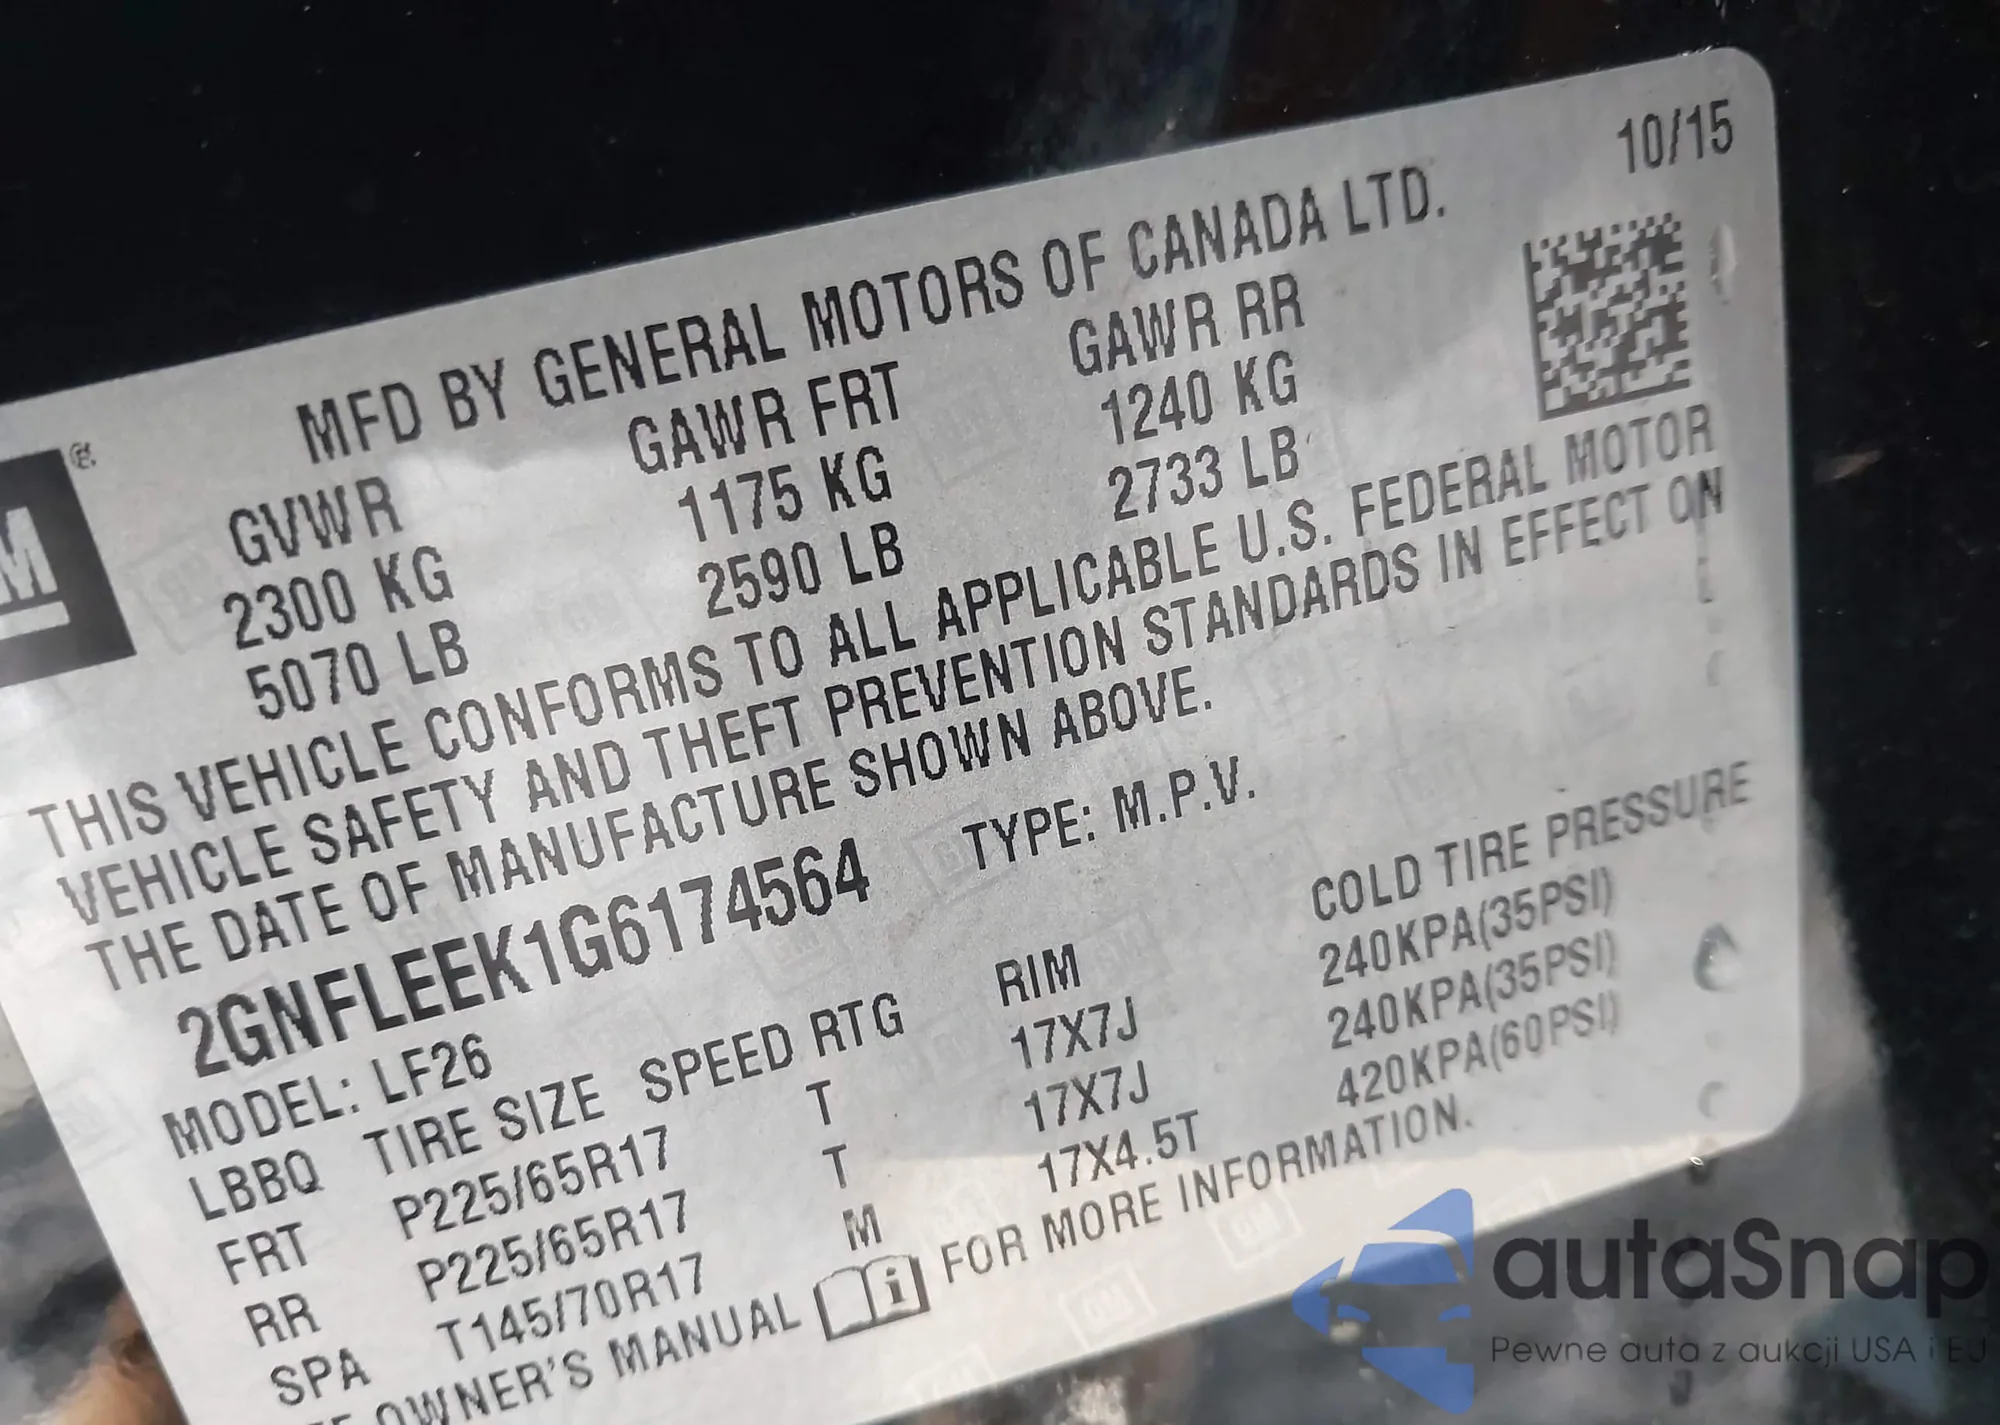 10/15
MFD BY GENERAL MOTORS OF CANADA LTD.
GVWR GAWR FRT GAWR RR
2300 KG 1175 KG 1240 KG
5070 LB 2590 LB 2733 LB
THIS VEHICLE CONFORMS TO ALL APPLICABLE U.S. FEDERAL MOTOR
VEHICLE SAFETY AND THEFT PREVENTION STANDARDS IN EFFECT ON
THE DATE OF MANUFACTURE SHOWN ABOVE.
2GNFLEEK1G6174564 TYPE: M.P.V.
MODEL: LF26
LBBQ TIRE SIZE SPEED RTG RIM COLD TIRE PRESSURE
FRT P225/65R17 T 17X7J 240KPA(35PSI)
RR P225/65R17 T 17X7J 240KPA(35PSI)
SPA T145/70R17 M 17X4.5T 420KPA(60PSI)
OWNER'S MANUAL FOR MORE INFORMATION.
autaSnap
Pewne auta z aukcji USA i EU